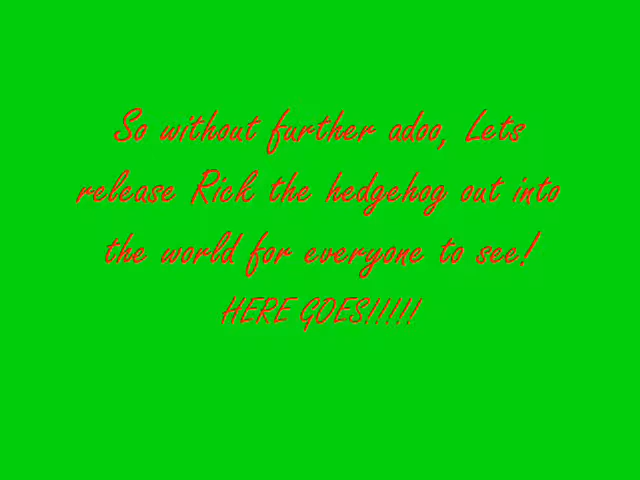 So without further adoo, Lets
release Rick the hedgehog out into
the world for everyone to see!
HERE GOES!!!!!